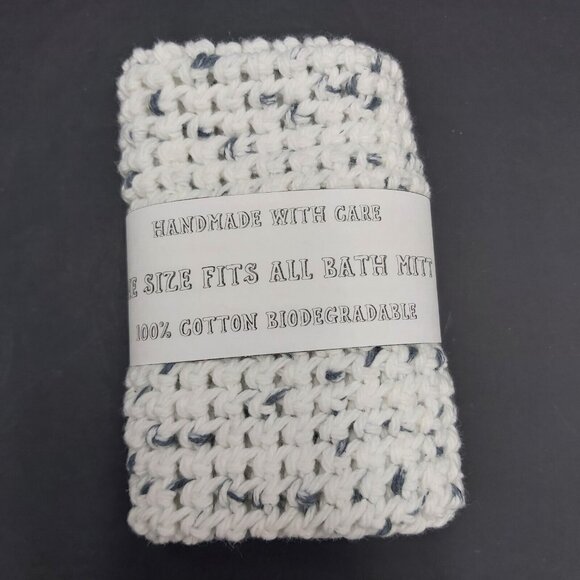 HANDMADE WITH CARE
E SIZE FITS ALL BATH MITT
100% COTTON BIODEGRADABLE